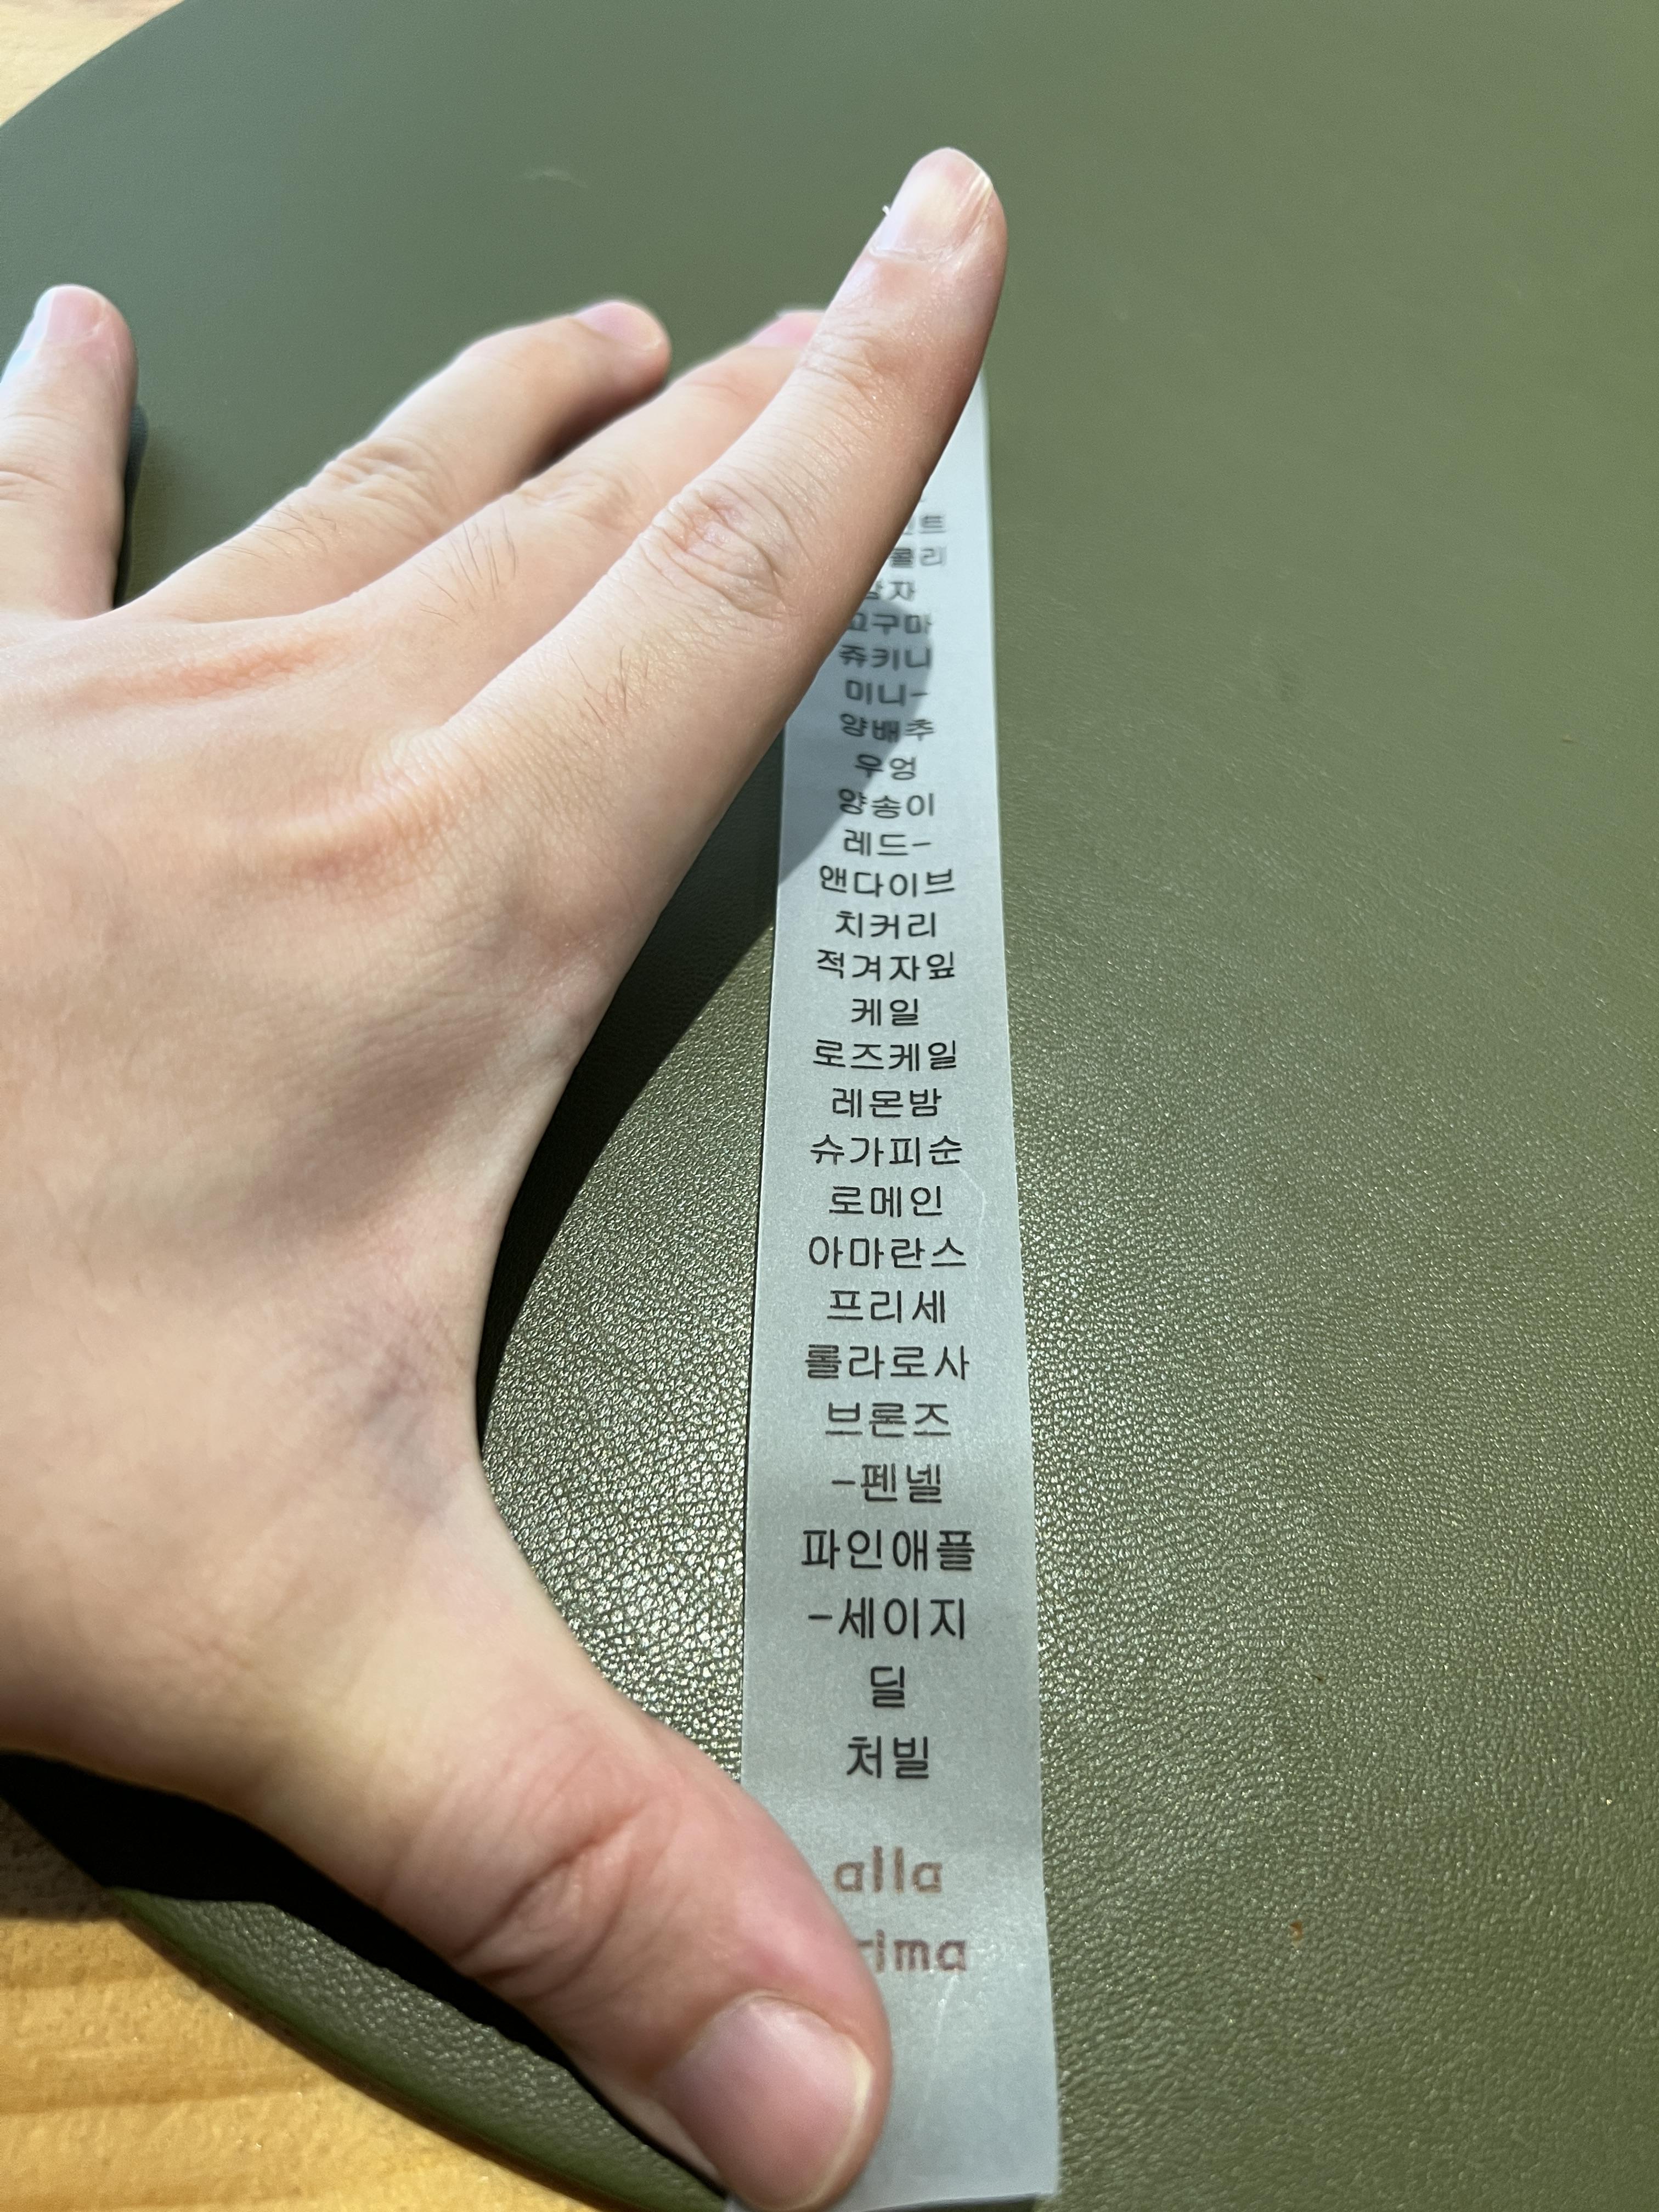 고구마
쥬키니
미니-
양배추
우엉
양송이
레드-
앤다이브
치커리
적겨자잎
케일
로즈케일
레몬밤
슈가피순
로메인
아마란스
프리세
롤라로사
브론즈
-펜넬
파인애플
-세이지
딜
처빌
alla